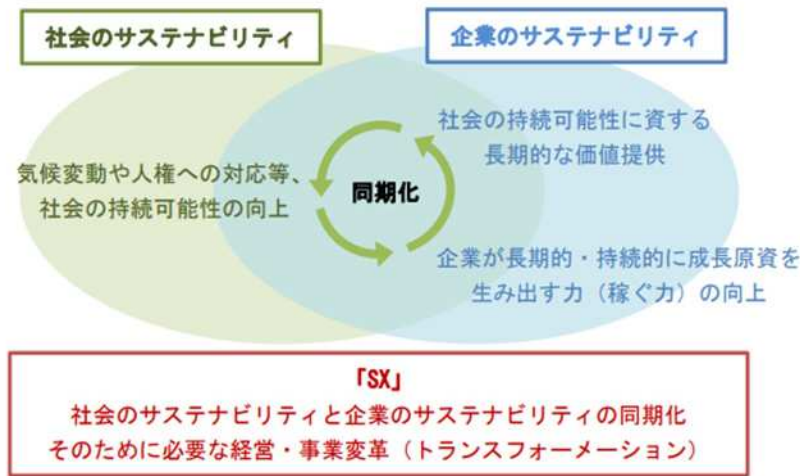 社会のサステナビリティ
企業のサステナビリティ
社会の持続可能性に資する
長期的な価値提供
気候変動や人権への対応等、
社会の持続可能性の向上
同期化
企業が長期的・持続的に成長原資を
生み出す力（稼ぐ力）の向上
「SX」
社会のサステナビリティと企業のサステナビリティの同期化
そのために必要な経営・事業変革（トランスフォーメーション）